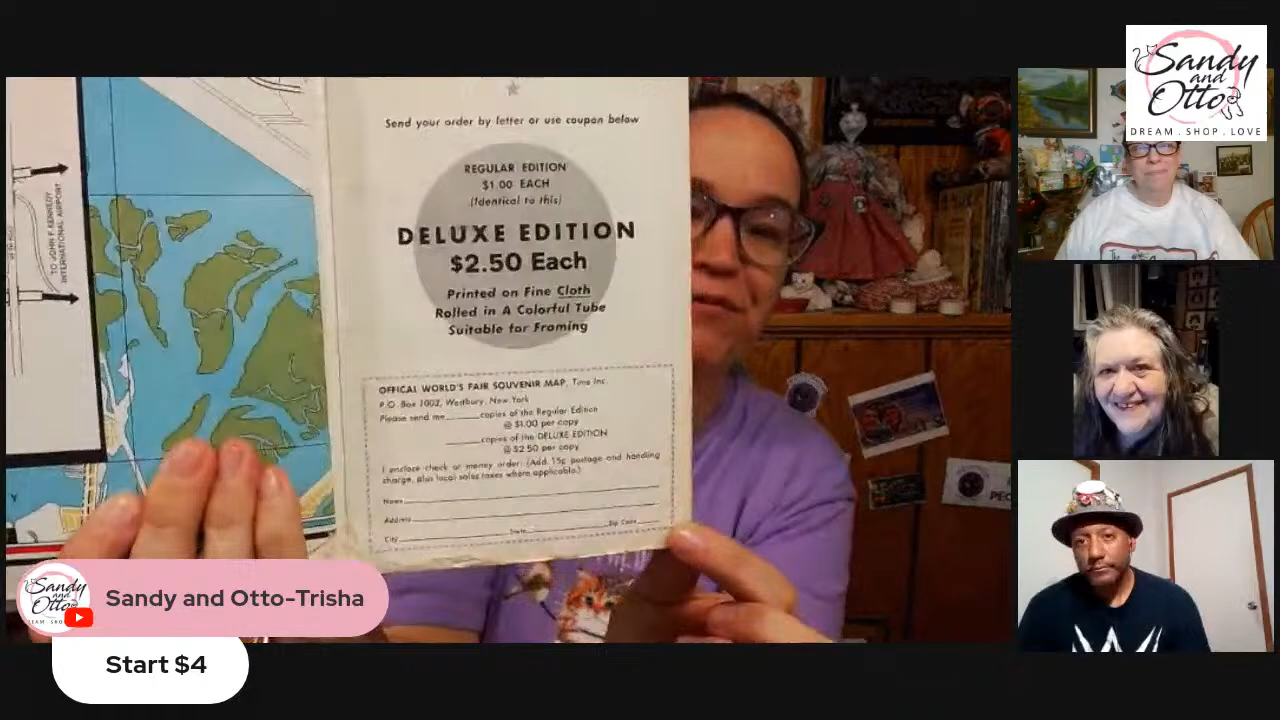 Send your order by letter or use coupon below
REGULAR EDITION
$1.00 EACH
(Identical to this)
DELUXE EDITION
$2.50 Each
Printed on Fine Cloth
Rolled in A Colorful Tube
Suitable for Framing
OFFICAL WORLD'S FAIR SOUVENIR MAP, Time Inc.
P.O. Box 1002, Westbury, New York
Please send me copies of the Regular Edition
@ $1.00 per copy
copies of the DELUXE EDITION
@ $2.50 per copy
I enclose check or money order. (Add 15¢ postage and handling
charge, plus local sales taxes where applicable.)
Name
Address
City State Zip Code
TO JOHN F. KENNEDY
INTERNATIONAL AIRPORT
Sandy
and
Otto
DREAM . SHOP . LOVE
The
PEC
Sandy
and
Otto
Sandy and Otto-Trisha
Start $4